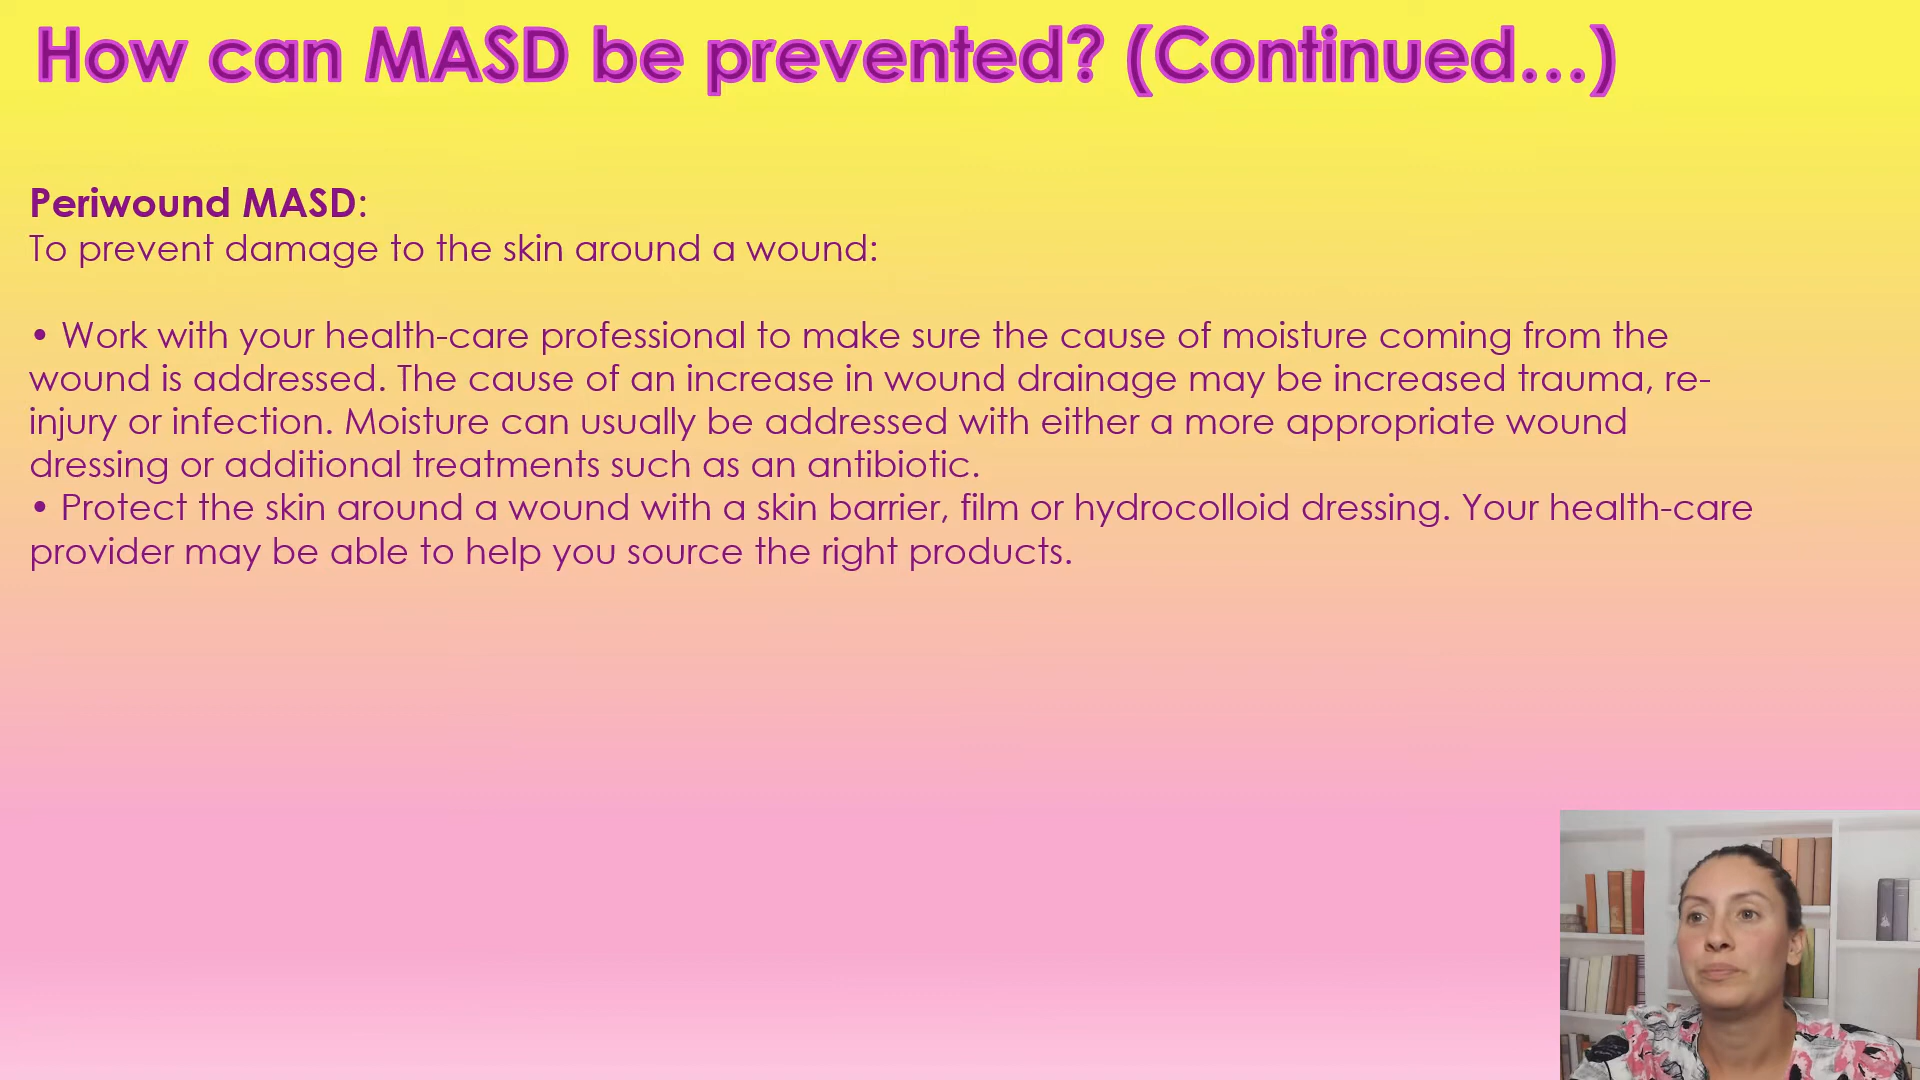 How can MASD be prevented? (Continued...)
Periwound MASD:
To prevent damage to the skin around a wound:
• Work with your health-care professional to make sure the cause of moisture coming from the
wound is addressed. The cause of an increase in wound drainage may be increased trauma, re-
injury or infection. Moisture can usually be addressed with either a more appropriate wound
dressing or additional treatments such as an antibiotic.
• Protect the skin around a wound with a skin barrier, film or hydrocolloid dressing. Your health-care
provider may be able to help you source the right products.